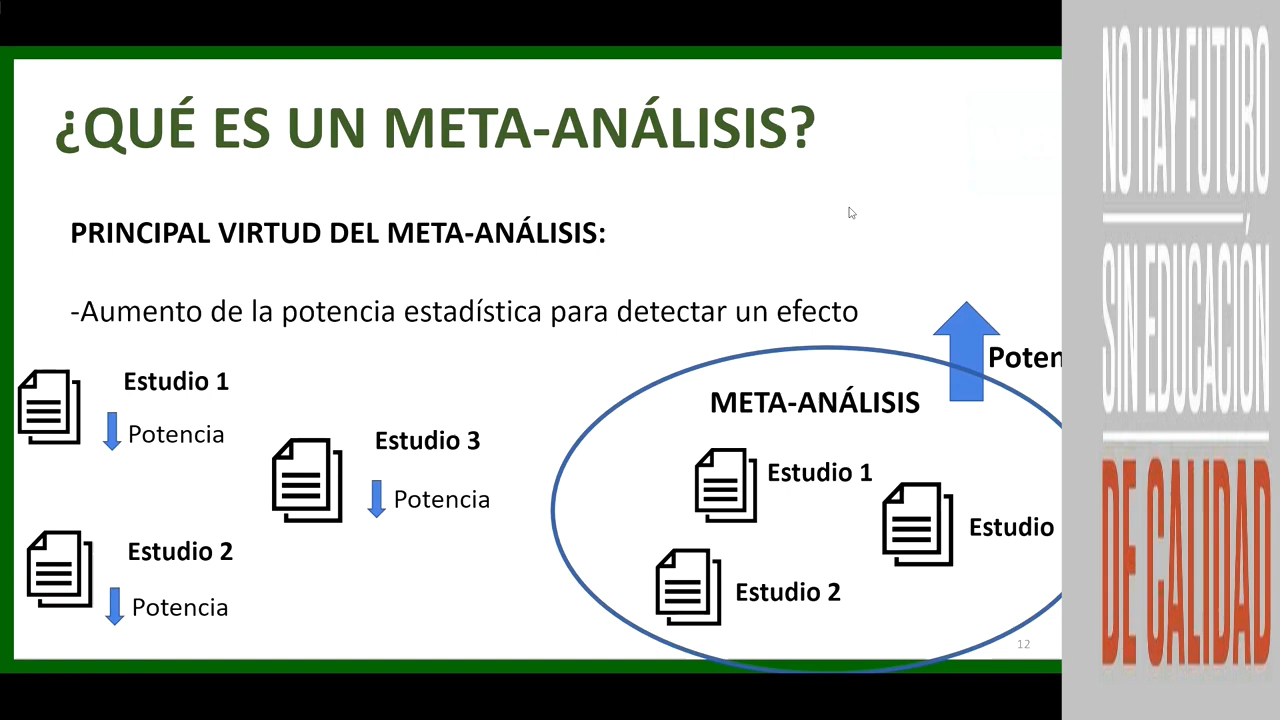 ¿QUÉ ES UN META-ANÁLISIS?
PRINCIPAL VIRTUD DEL META-ANÁLISIS:
-Aumento de la potencia estadística para detectar un efecto
Estudio 1
Potencia
Estudio 3
Potencia
Estudio 2
Potencia
Poten
META-ANÁLISIS
Estudio 1
Estudio
Estudio 2
12
NO HAY FUTURO
SIN EDUCACIÓN
DE CALIDAD